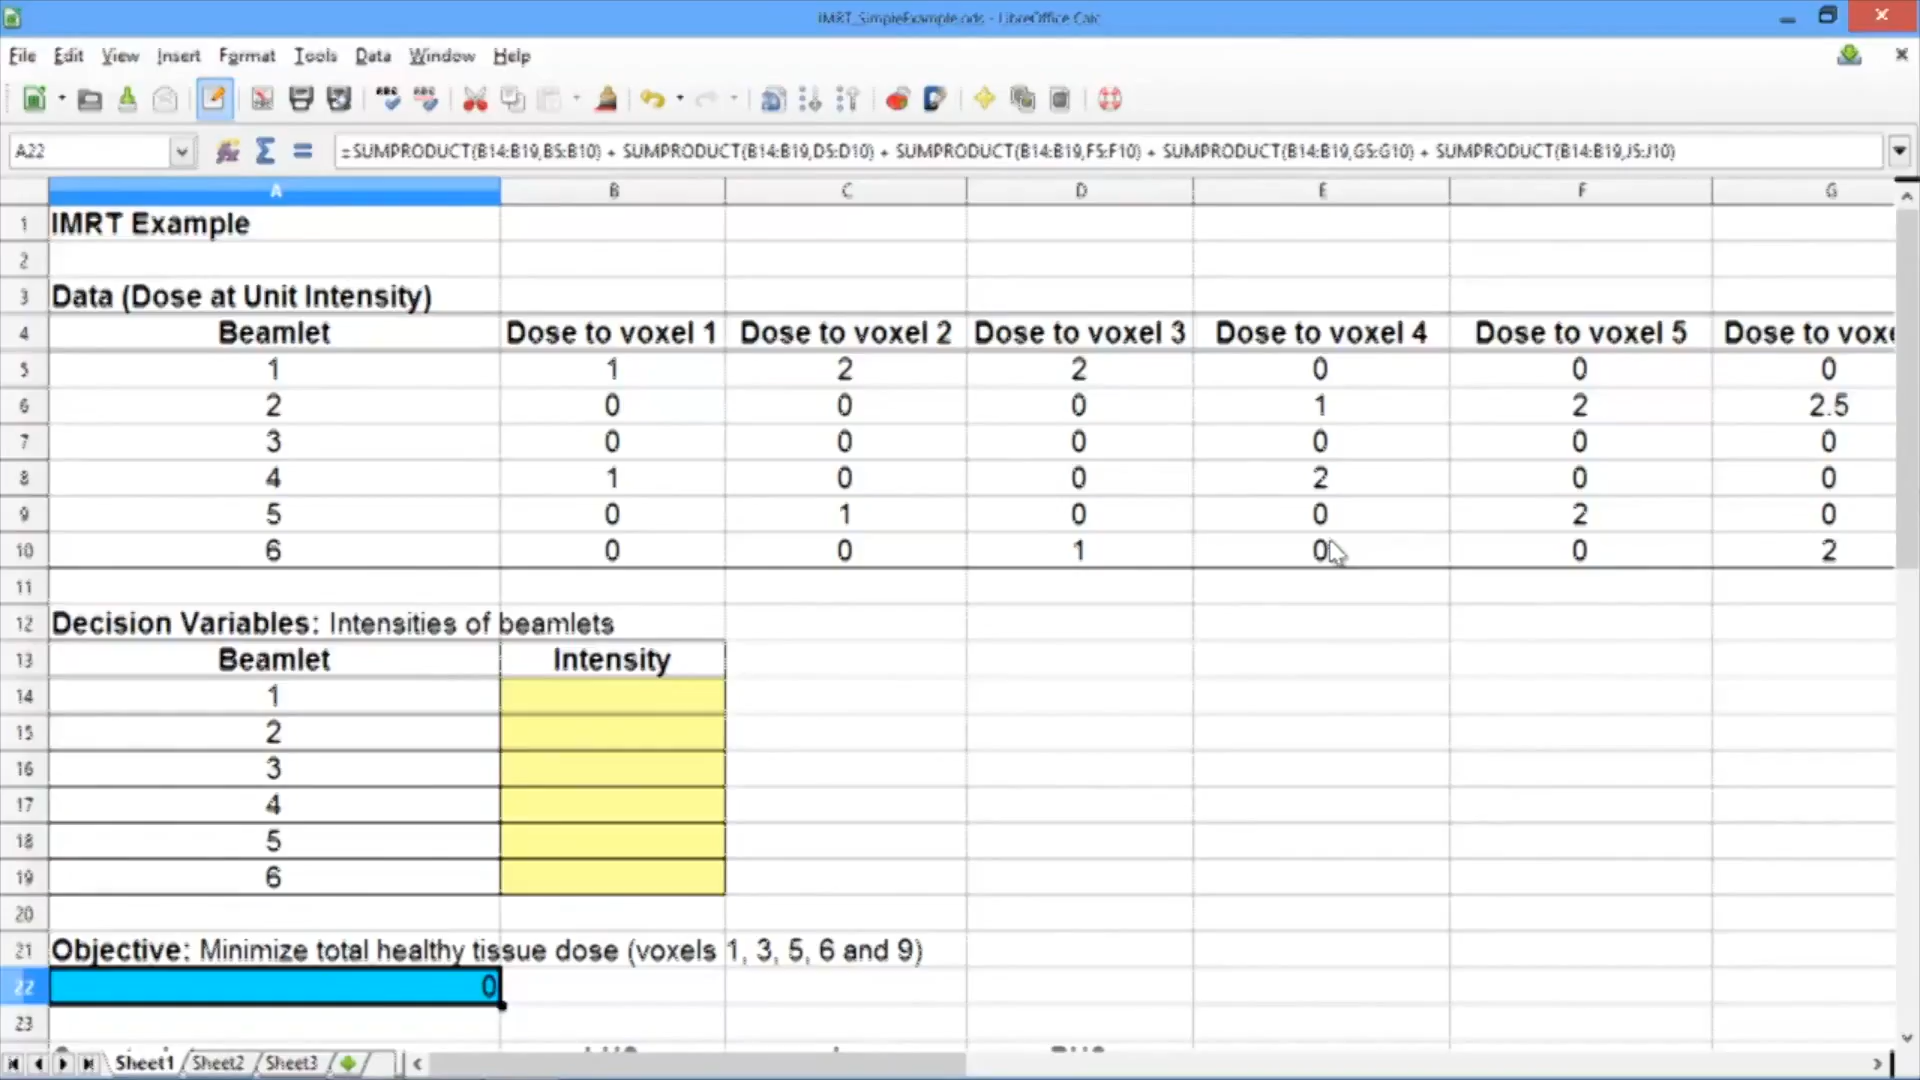 IMRT_SimpleExample.ods - LibreOffice Calc
File Edit View Insert Format Tools Data Window Help
A22 =SUMPRODUCT(B14:B19,B5:B10) + SUMPRODUCT(B14:B19,D5:D10) + SUMPRODUCT(B14:B19,F5:F10) + SUMPRODUCT(B14:B19,G5:G10) + SUMPRODUCT(B14:B19,J5:J10)
A B C D E F G
1 IMRT Example
2
3 Data (Dose at Unit Intensity)
4 Beamlet Dose to voxel 1 Dose to voxel 2 Dose to voxel 3 Dose to voxel 4 Dose to voxel 5 Dose to
5 1 1 2 2 0 0 0
6 2 0 0 0 1 2 2.5
7 3 0 0 0 0 0 0
8 4 1 0 0 2 0 0
9 5 0 1 0 0 2 0
10 6 0 0 1 0 0 2
11
12 Decision Variables: Intensities of beamlets
13 Beamlet Intensity
14 1
15 2
16 3
17 4
18 5
19 6
20
21 Objective: Minimize total healthy tissue dose (voxels 1, 3, 5, 6 and 9)
22 0
23
Sheet1 Sheet2 Sheet3